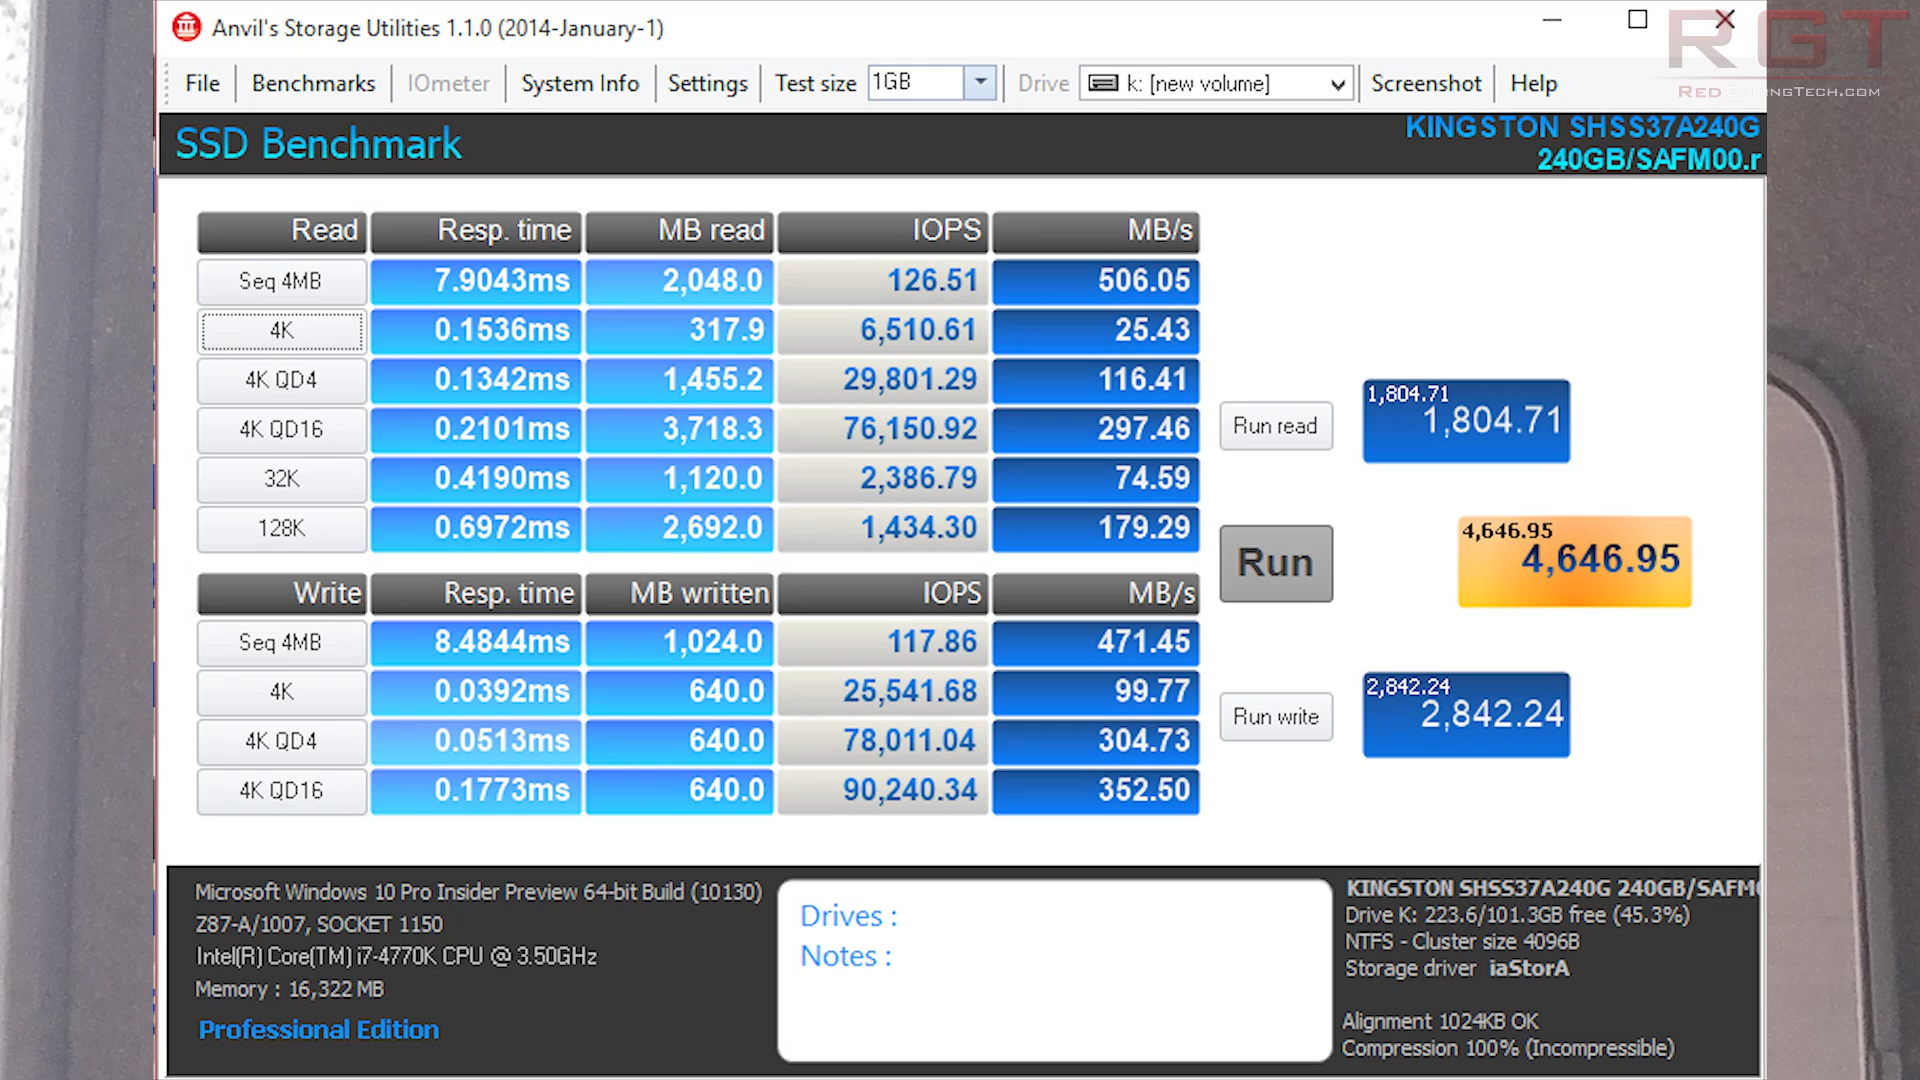 Anvil's Storage Utilities 1.1.0 (2014-January-1)
RGT
File Benchmarks IOmeter System Info Settings Test size 1GB Drive k: [new volume] Screenshot Help
SSD Benchmark
KINGSTON SHSS37A240G
240GB/SAFM00.r
Read Resp. time MB read IOPS MB/s
Seq 4MB 7.9043ms 2,048.0 126.51 506.05
4K 0.1536ms 317.9 6,510.61 25.43
4K QD4 0.1342ms 1,455.2 29,801.29 116.41
4K QD16 0.2101ms 3,718.3 76,150.92 297.46
32K 0.4190ms 1,120.0 2,386.79 74.59
128K 0.6972ms 2,692.0 1,434.30 179.29
Run read
1,804.71
1,804.71
Run
4,646.95
4,646.95
Write Resp. time MB written IOPS MB/s
Seq 4MB 8.4844ms 1,024.0 117.86 471.45
4K 0.0392ms 640.0 25,541.68 99.77
4K QD4 0.0513ms 640.0 78,011.04 304.73
4K QD16 0.1773ms 640.0 90,240.34 352.50
Run write
2,842.24
2,842.24
Microsoft Windows 10 Pro Insider Preview 64-bit Build (10130)
Z87-A/1007, SOCKET 1150
Intel(R) Core(TM) i7-4770K CPU @ 3.50GHz
Memory : 16,322 MB
Professional Edition
Drives :
Notes :
KINGSTON SHSS37A240G 240GB/SAFM0
Drive K: 223.6/101.3GB free (45.3%)
NTFS - Cluster size 4096B
Storage driver iaStorA
Alignment 1024KB OK
Compression 100% (Incompressible)